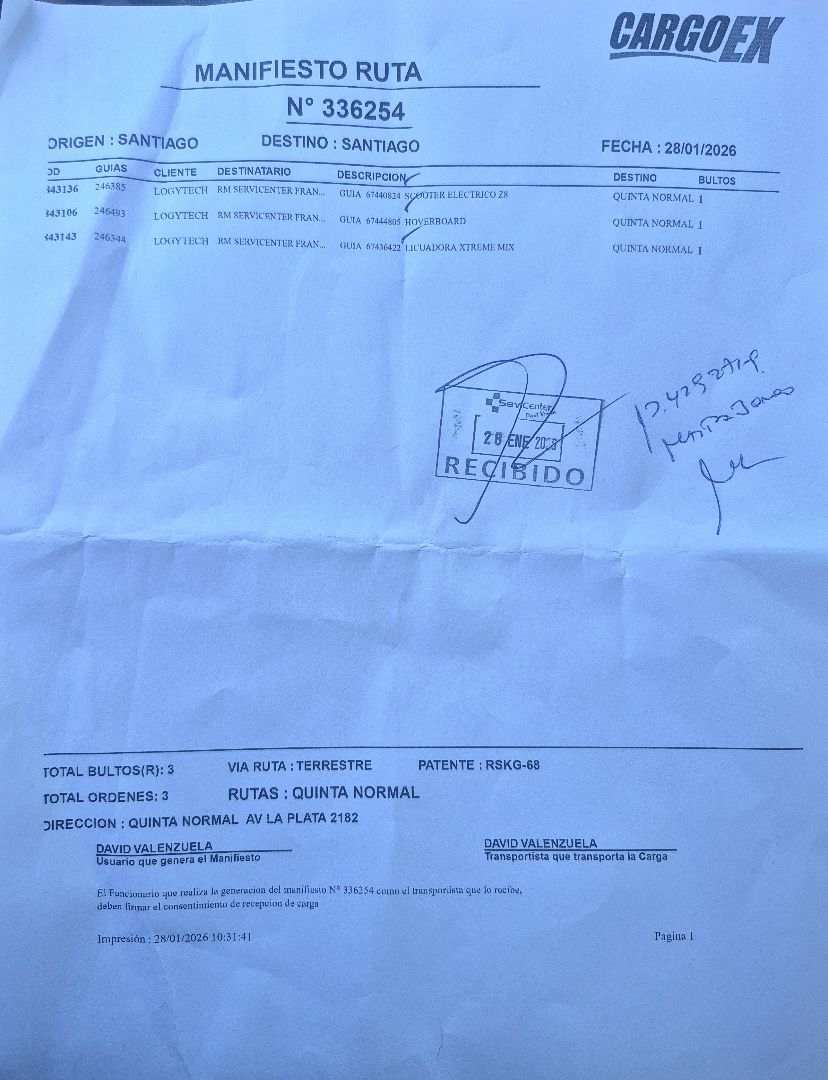 CARGOEX
MANIFIESTO RUTA
N° 336254
ORIGEN : SANTIAGO DESTINO : SANTIAGO FECHA : 28/01/2026
OD GUIAS CLIENTE DESTINATARIO DESCRIPCION DESTINO BULTOS
343136 246385 LOGYTECH RM SERVICENTER FRAN... GUIA 67440824 SCOOTER ELECTRICO Z8 QUINTA NORMAL 1
343106 246493 LOGYTECH RM SERVICENTER FRAN... GUIA 67444805 HOVERBOARD QUINTA NORMAL 1
343143 246344 LOGYTECH RM SERVICENTER FRAN... GUIA 67436422 LICUADORA XTREME MIX QUINTA NORMAL 1
ServiCenter
28 ENE 2026
RECIBIDO
TOTAL BULTOS(R): 3 VIA RUTA : TERRESTRE PATENTE : RSKG-68
TOTAL ORDENES: 3 RUTAS : QUINTA NORMAL
DIRECCION : QUINTA NORMAL AV LA PLATA 2182
DAVID VALENZUELA DAVID VALENZUELA
Usuario que genera el Manifiesto Transportista que transporta la Carga
El Funcionario que realiza la generacion del manifiesto N° 336254 como el transportista que lo recibe,
deben firmar el consentimiento de recepcion de carga
Impresión : 28/01/2026 10:31:41 Pagina 1